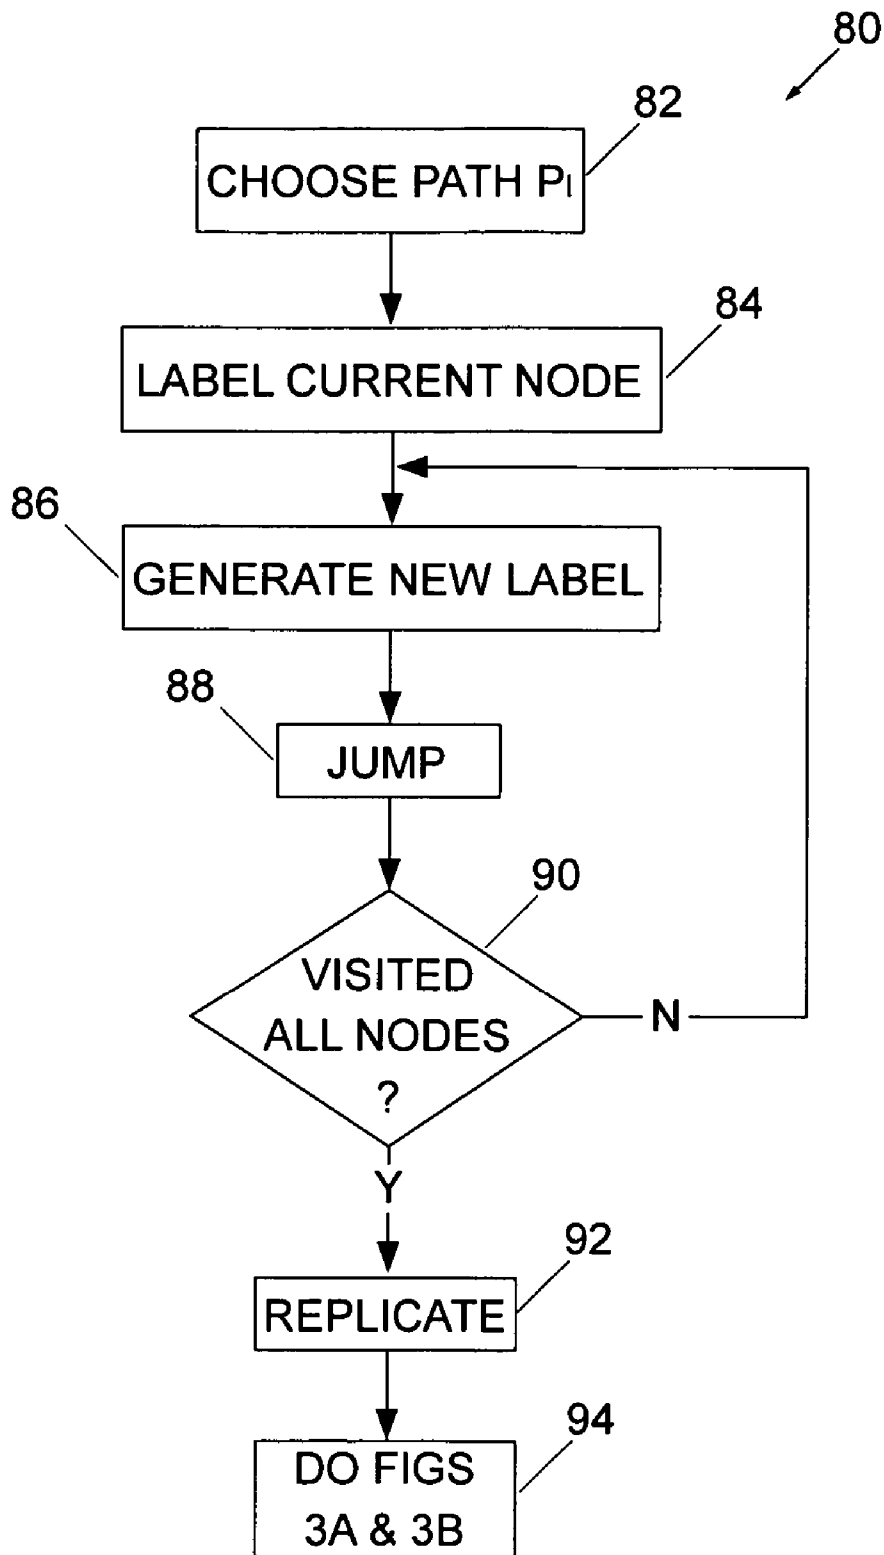 80
82
CHOOSE PATH Pl
84
LABEL CURRENT NODE
86
GENERATE NEW LABEL
88
JUMP
90
VISITED
ALL NODES
?
N
Y
92
REPLICATE
94
DO FIGS
3A & 3B